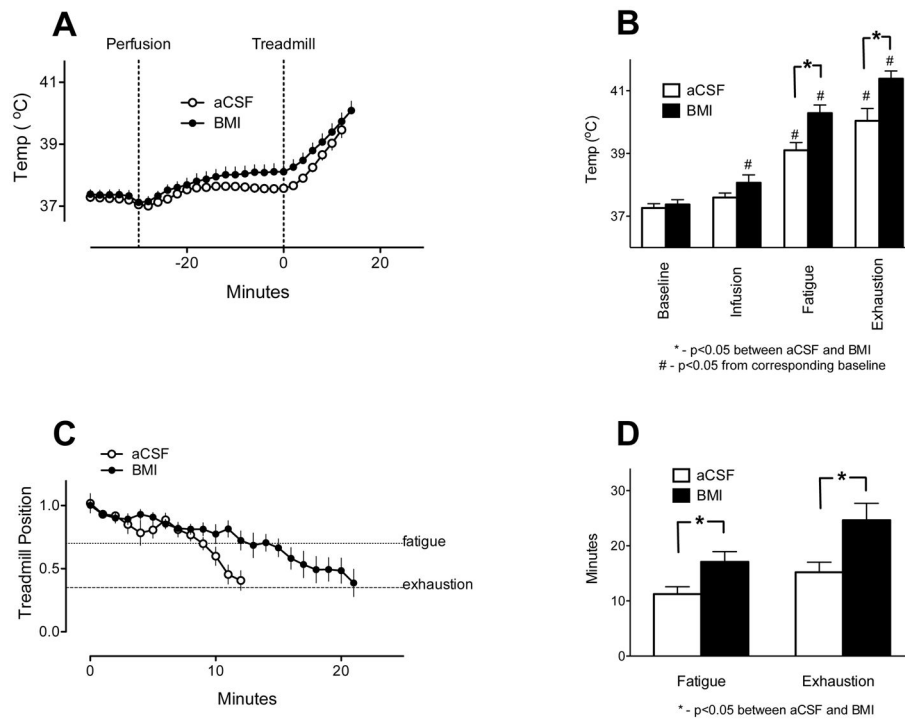 A
Perfusion
Treadmill
41
39
37
Temp ( ºC)
aCSF
BMI
-20
0
20
Minutes
B
*
*
#
#
#
#
#
41
39
37
Temp (ºC)
aCSF
BMI
Baseline
Infusion
Fatigue
Exhaustion
* - p<0.05 between aCSF and BMI
# - p<0.05 from corresponding baseline
C
aCSF
BMI
1.0
0.5
0.0
Treadmill Position
fatigue
exhaustion
0
10
20
Minutes
D
aCSF
BMI
*
*
30
20
10
0
Minutes
Fatigue
Exhaustion
* - p<0.05 between aCSF and BMI